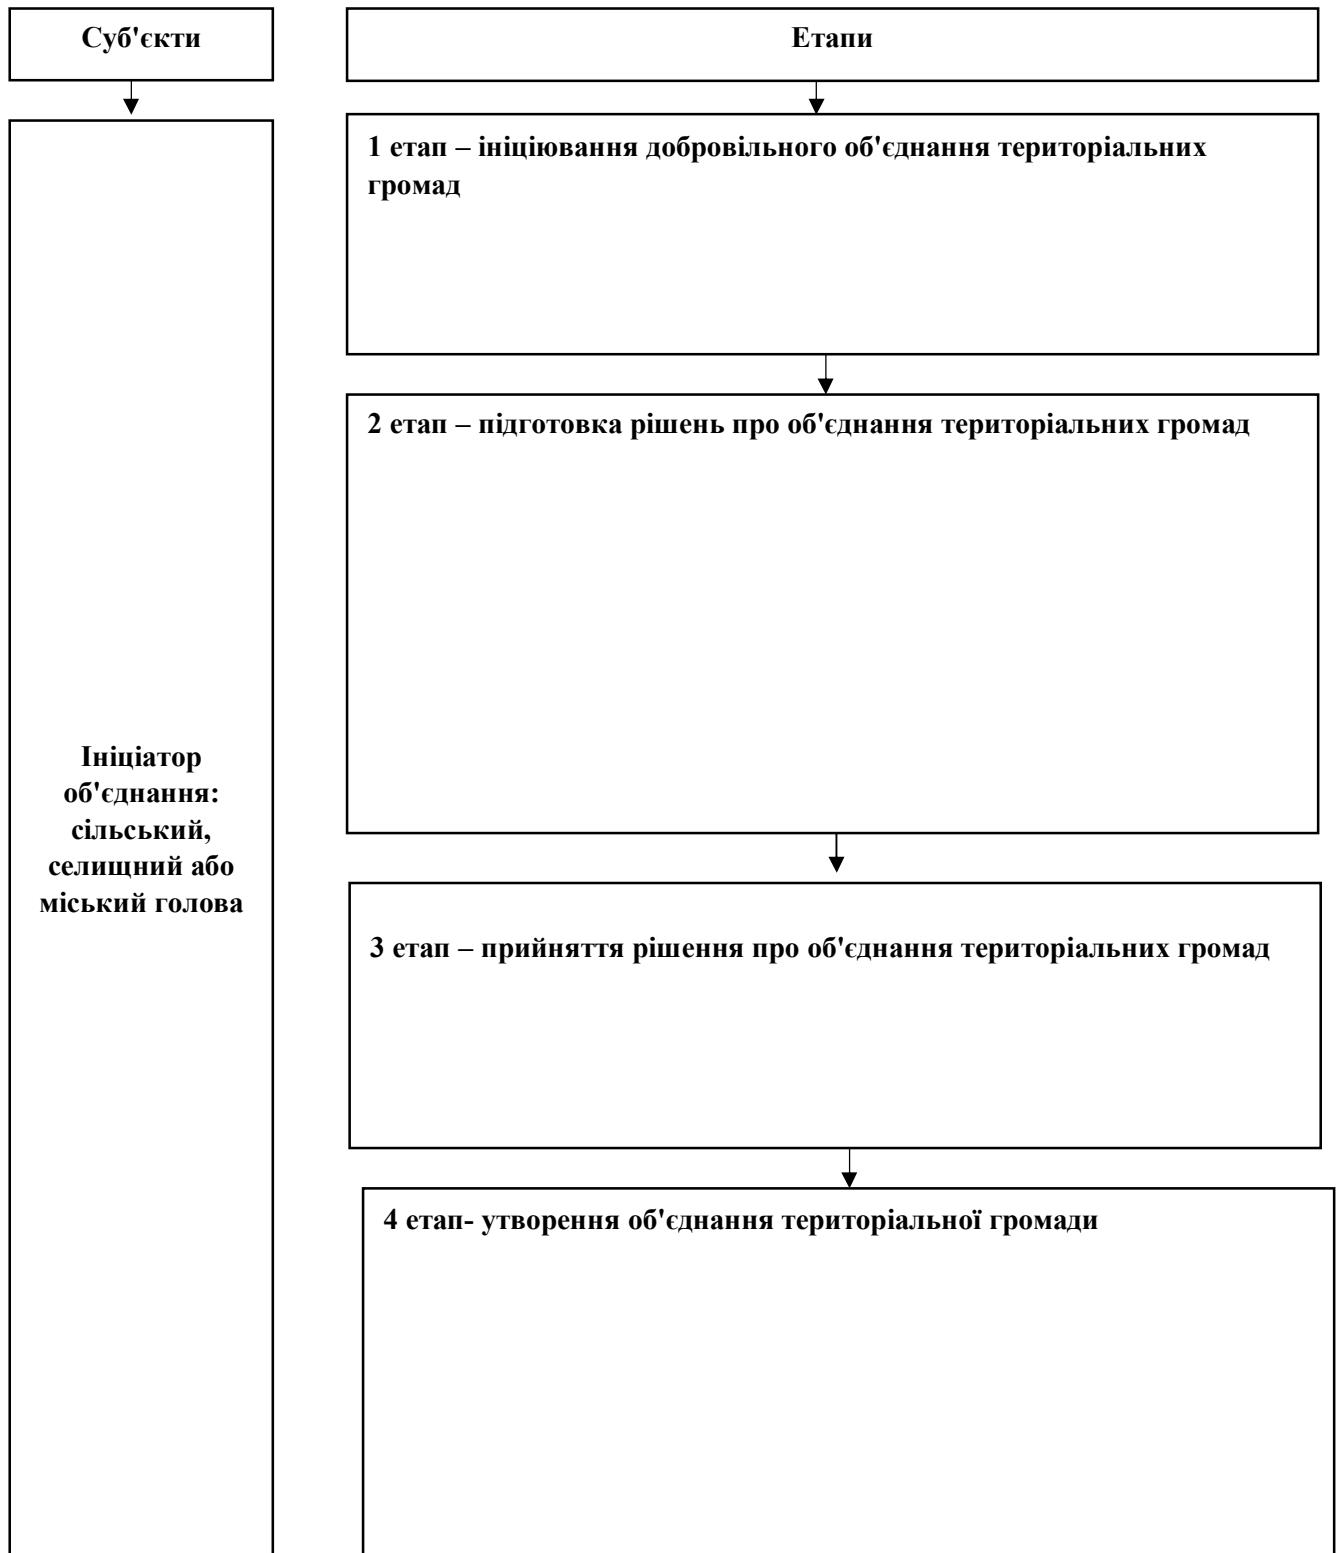 Суб'єкти
Етапи
1 етап – ініціювання добровільного об'єднання територіальних
громад
2 етап – підготовка рішень про об'єднання територіальних громад
Ініціатор
об'єднання:
сільський,
селищний або
міський голова
3 етап – прийняття рішення про об'єднання територіальних громад
4 етап- утворення об'єднання територіальної громади